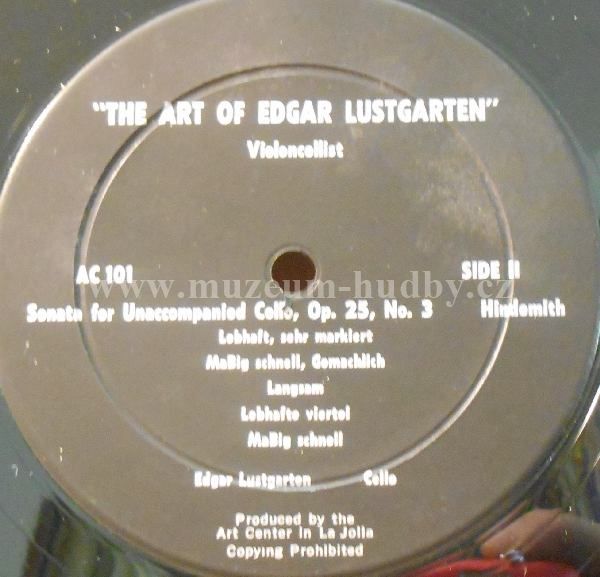 "THE ART OF EDGAR LUSTGARTEN"
Violoncellist
AC 101 SIDE II
www.muzeum-hudby.cz
Sonata for Unaccompanied Cello, Op. 25, No. 3 Hindemith
Lebhaft, sehr markiert
MaBig schnell, Gemachlich
Langsam
Lebhafte viertel
MaBig schnell
Edgar Lustgarten Cello
Produced by the
Art Center in La Jolla
Copying Prohibited